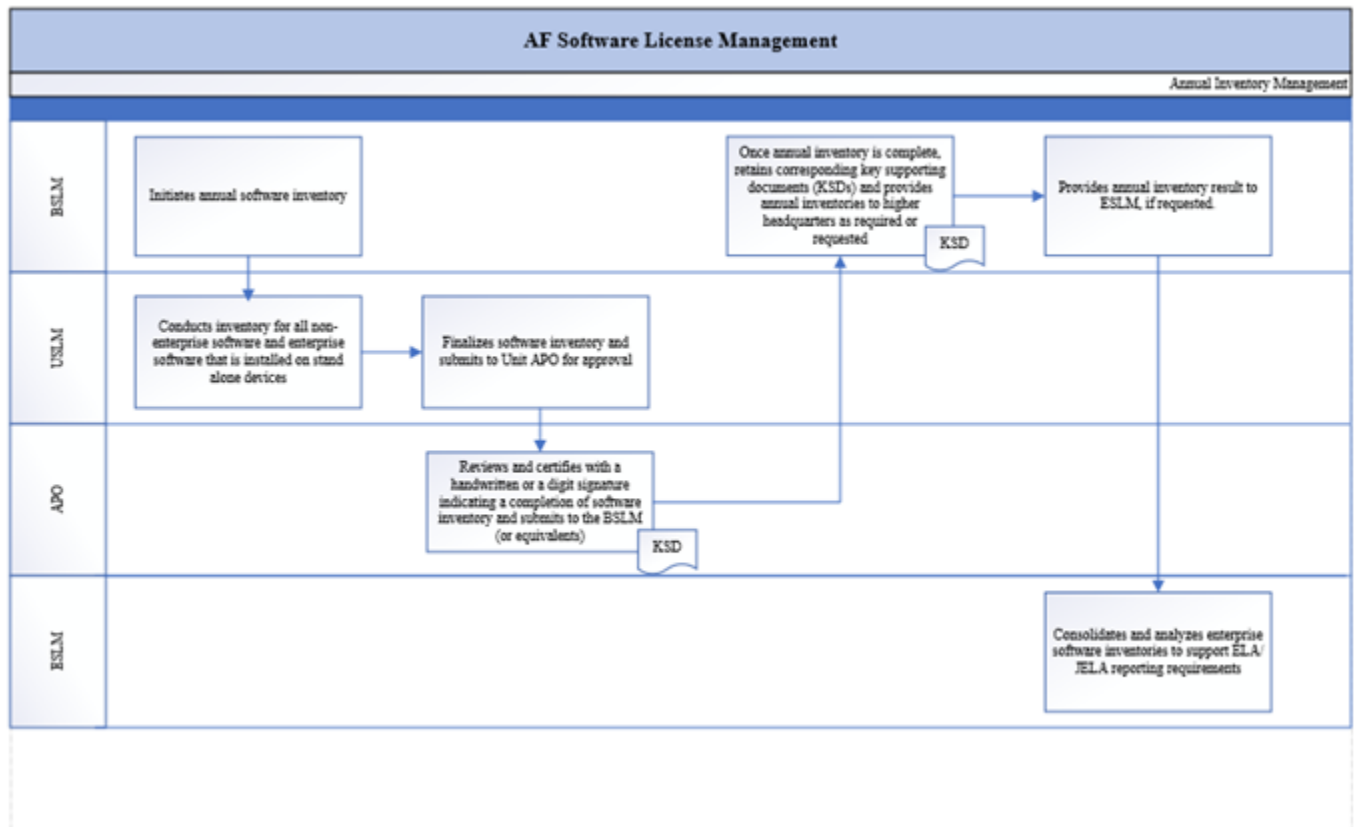 AF Software License Management
Annual Inventory Management
BSLM
Initiates annual software inventory
Once annual inventory is complete,
retains corresponding key supporting
documents (KSDs) and provides
annual inventories to higher
headquarters as required or
requested
KSD
Provides annual inventory result to
ESLM, if requested.
USLM
Conducts inventory for all non-
enterprise software and enterprise
software that is installed on stand
alone devices
Finalizes software inventory and
submits to Unit APO for approval
APO
Reviews and certifies with a
handwritten or a digit signature
indicating a completion of software
inventory and submits to the BSLM
(or equivalents)
KSD
ESLM
Consolidates and analyzes enterprise
software inventories to support ELA/
JELA reporting requirements